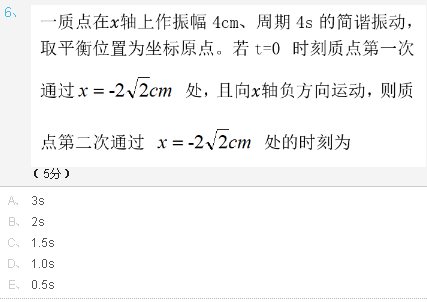 6、 一质点在x轴上作振幅 4cm、周期 4s 的简谐振动,
取平衡位置为坐标原点。若 t=0 时刻质点第一次
通过 x = -2√2cm 处, 且向x轴负方向运动, 则质
点第二次通过 x = -2√2cm 处的时刻为
(5分)
A、 3s
B、 2s
C、 1.5s
D、 1.0s
E、 0.5s